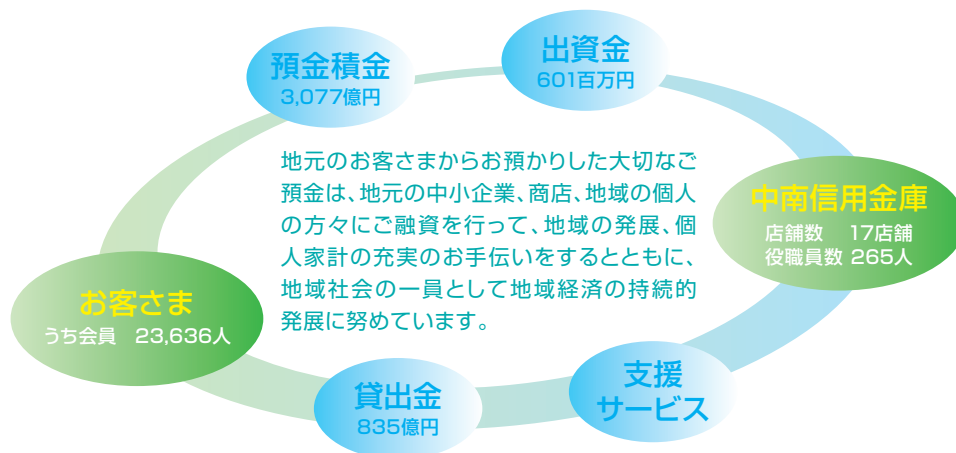 預金積金
3,077億円
出資金
601百万円
地元のお客さまからお預かりした大切なご
預金は、地元の中小企業、商店、地域の個人
の方々にご融資を行って、地域の発展、個
人家計の充実のお手伝いをするとともに、
地域社会の一員として地域経済の持続的
発展に努めています。
中南信用金庫
店舗数　17店舗
役職員数 265人
お客さま
うち会員　23,636人
貸出金
835億円
支援
サービス